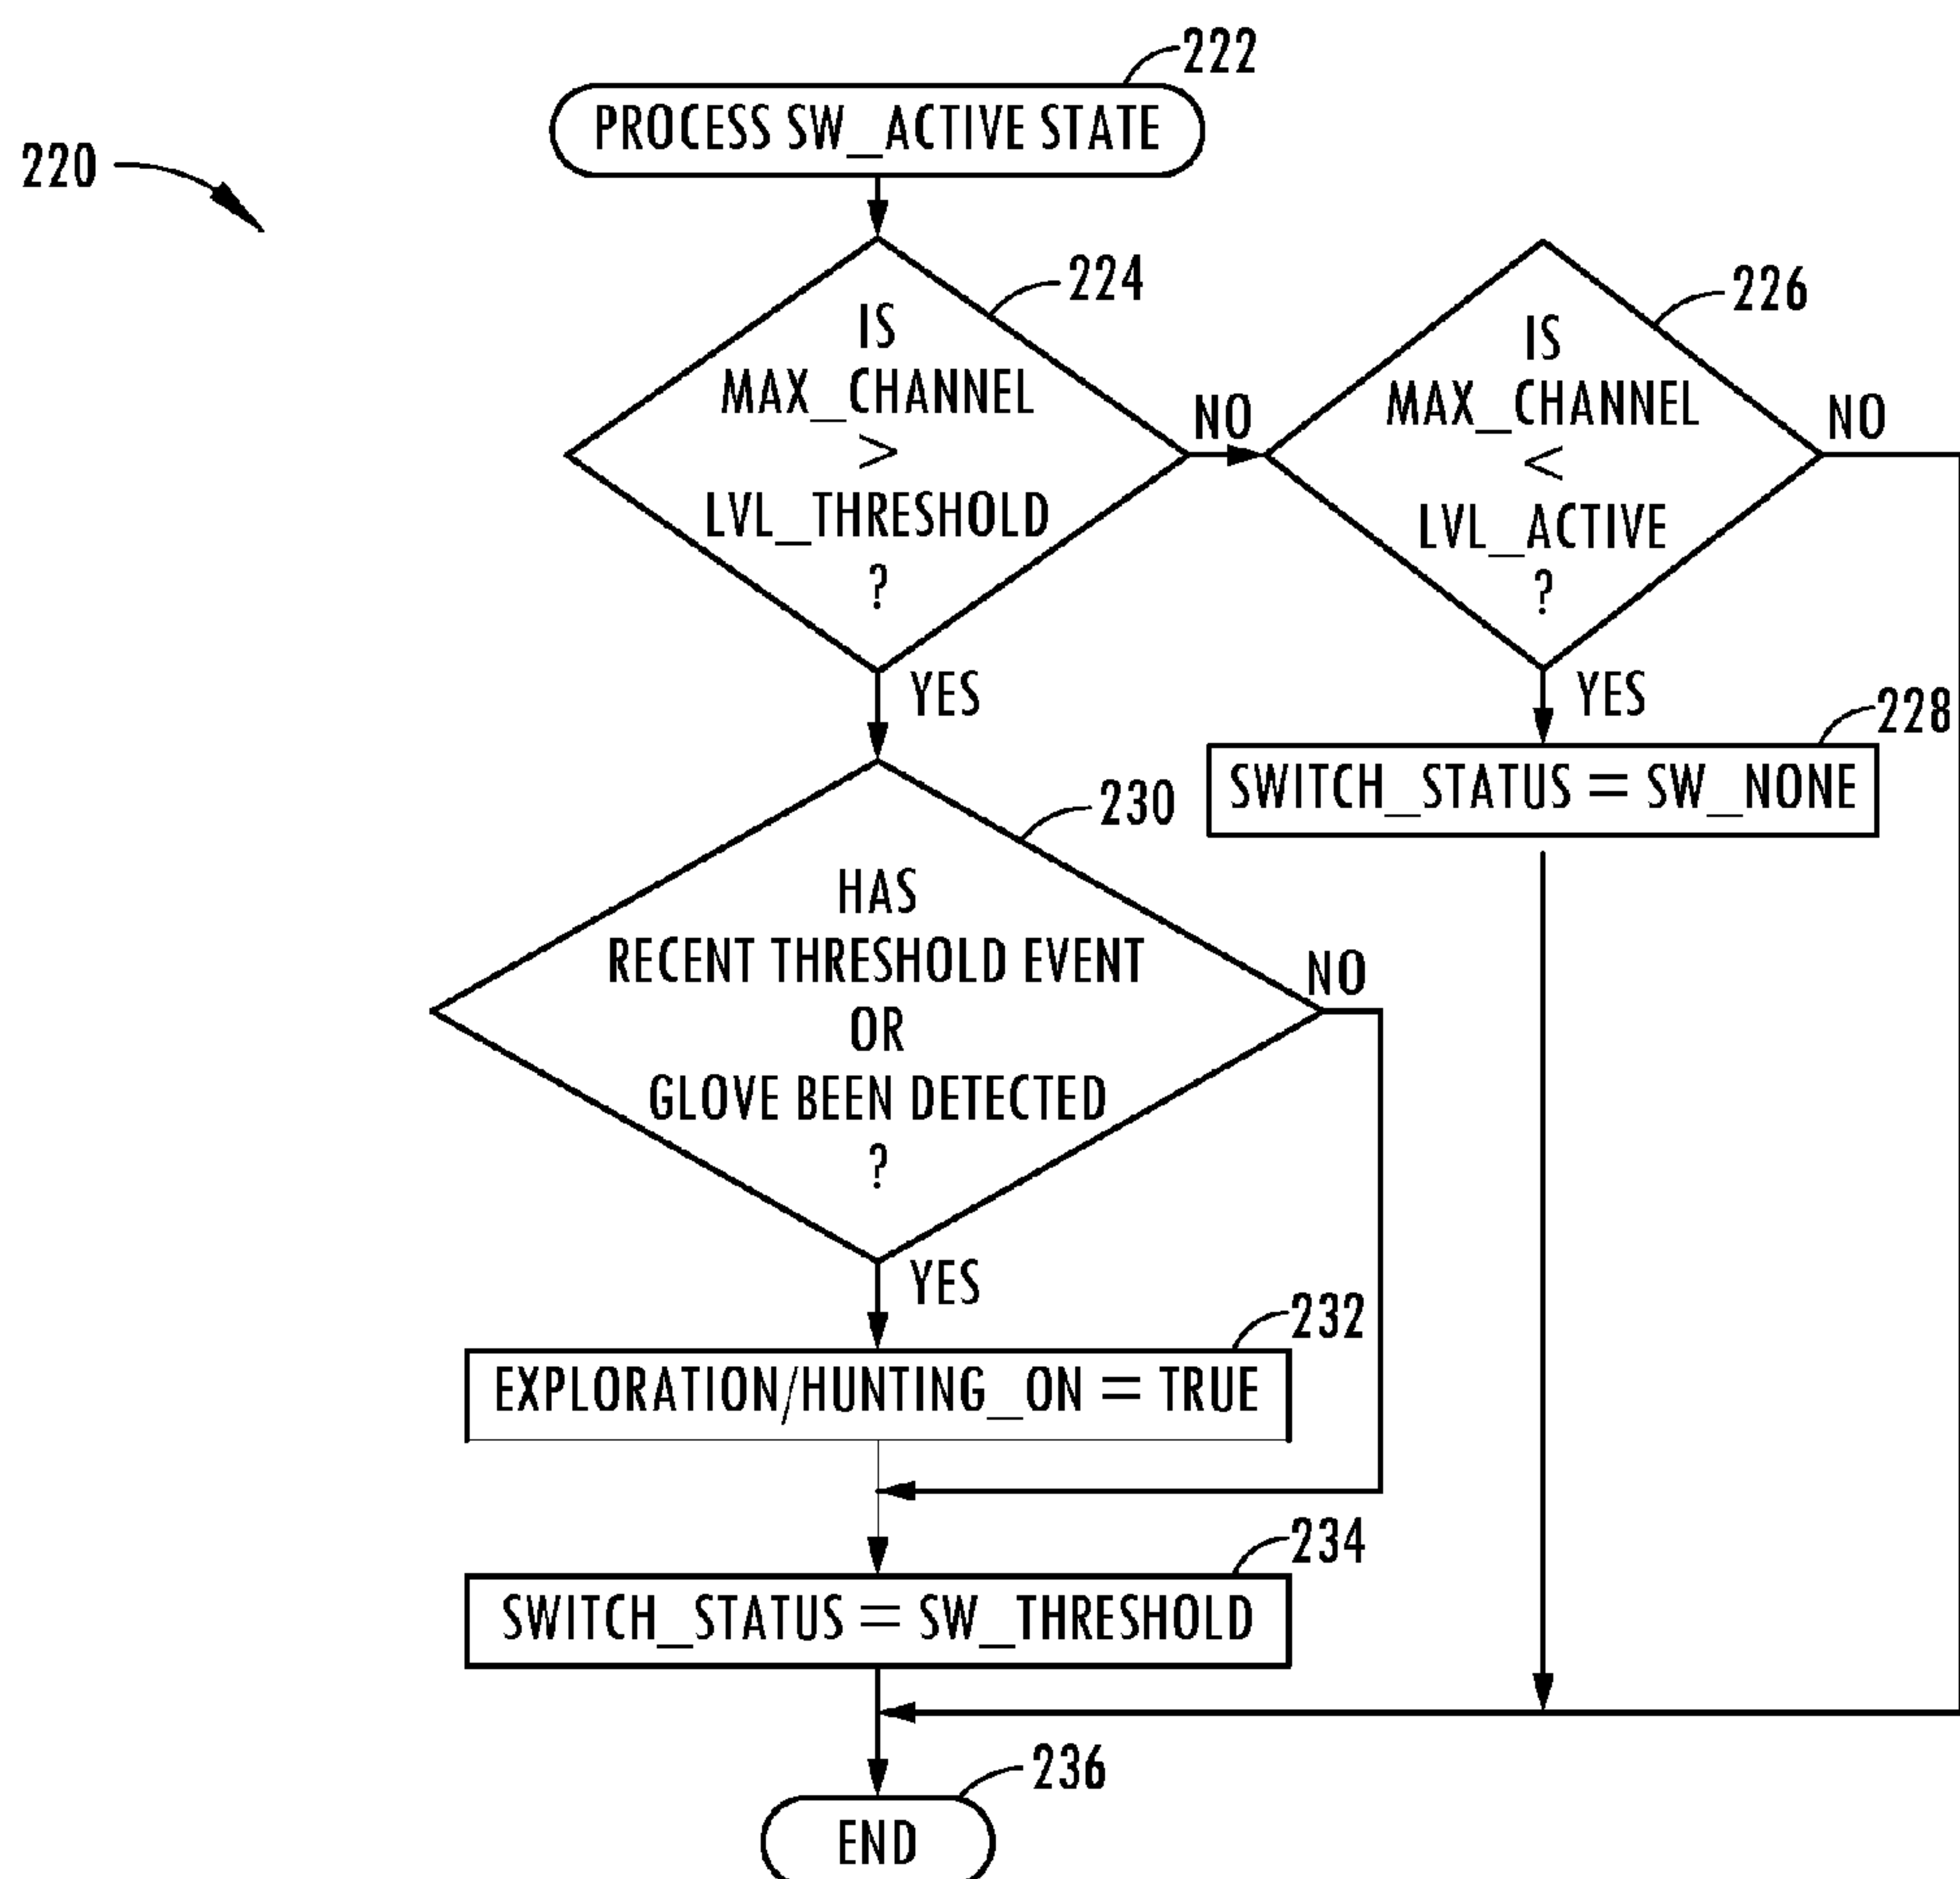 222
PROCESS SW_ACTIVE STATE
220
224
IS
MAX_CHANNEL
>
LVL_THRESHOLD
?
NO
YES
226
IS
MAX_CHANNEL
<
LVL_ACTIVE
?
NO
YES
228
SWITCH_STATUS = SW_NONE
230
HAS
RECENT THRESHOLD EVENT
OR
GLOVE BEEN DETECTED
?
NO
YES
232
EXPLORATION/HUNTING_ON = TRUE
234
SWITCH_STATUS = SW_THRESHOLD
236
END